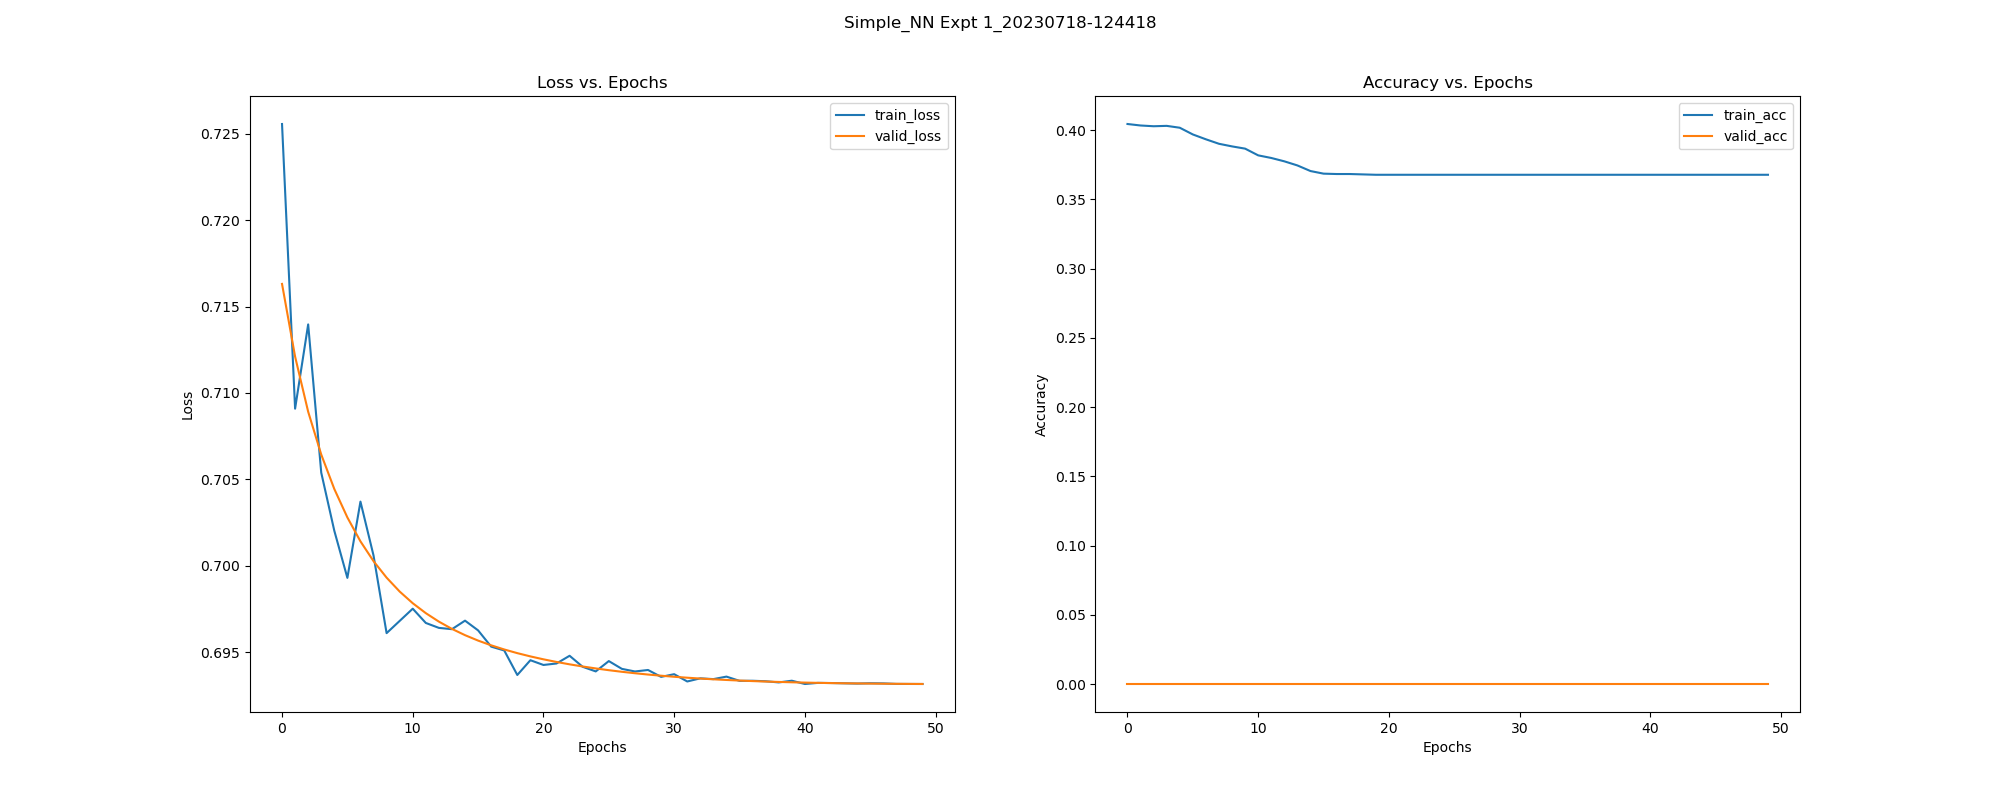 Simple_NN Expt 1_20230718-124418
Loss vs. Epochs
train_loss
valid_loss
0.725
0.720
0.715
0.710
0.705
0.700
0.695
Loss
0 10 20 30 40 50
Epochs
Accuracy vs. Epochs
train_acc
valid_acc
0.40
0.35
0.30
0.25
0.20
0.15
0.10
0.05
0.00
Accuracy
0 10 20 30 40 50
Epochs